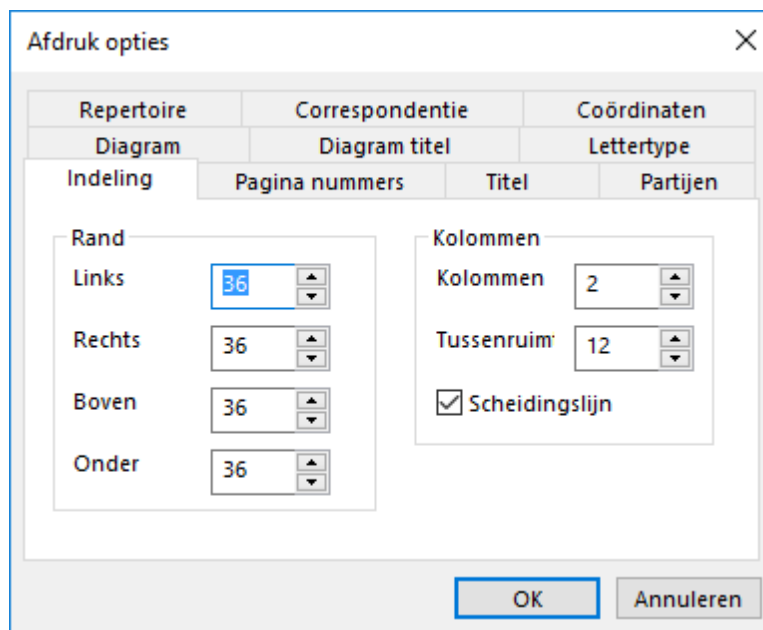 Afdruk opties
Repertoire Correspondentie Coördinaten
Diagram Diagram titel Lettertype
Indeling Pagina nummers Titel Partijen
Rand
Links 36
Rechts 36
Boven 36
Onder 36
Kolommen
Kolommen 2
Tussenruimt 12
Scheidingslijn
OK Annuleren